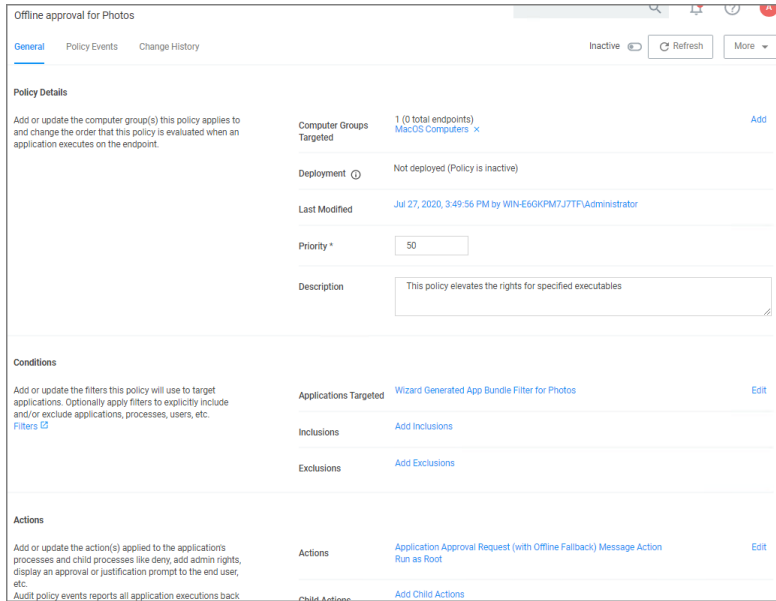 Offline approval for Photos
A
General Policy Events Change History
Inactive Refresh More
Policy Details
Add or update the computer group(s) this policy applies to
and change the order that this policy is evaluated when an
application executes on the endpoint.
Computer Groups
Targeted
1 (0 total endpoints)
MacOS Computers ×
Add
Deployment
Not deployed (Policy is inactive)
Last Modified
Jul 27, 2020, 3:49:56 PM by WIN-E6GKPM7J7TF\Administrator
Priority *
50
Description
This policy elevates the rights for specified executables
Conditions
Add or update the filters this policy will use to target
applications. Optionally apply filters to explicitly include
and/or exclude applications, processes, users, etc.
Filters
Applications Targeted
Wizard Generated App Bundle Filter for Photos
Edit
Inclusions
Add Inclusions
Exclusions
Add Exclusions
Actions
Add or update the action(s) applied to the application's
processes and child processes like deny, add admin rights,
display an approval or justification prompt to the end user,
etc.
Audit policy events reports all application executions back
Actions
Application Approval Request (with Offline Fallback) Message Action
Run as Root
Edit
Child Actions
Add Child Actions